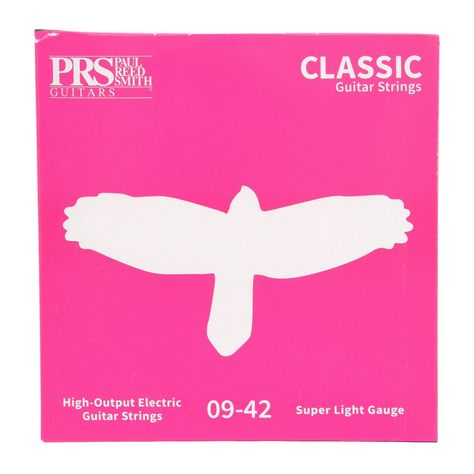 PRS PAUL
REED
SMITH
GUITARS ®
CLASSIC
Guitar Strings
High-Output Electric
Guitar Strings
09-42
Super Light Gauge